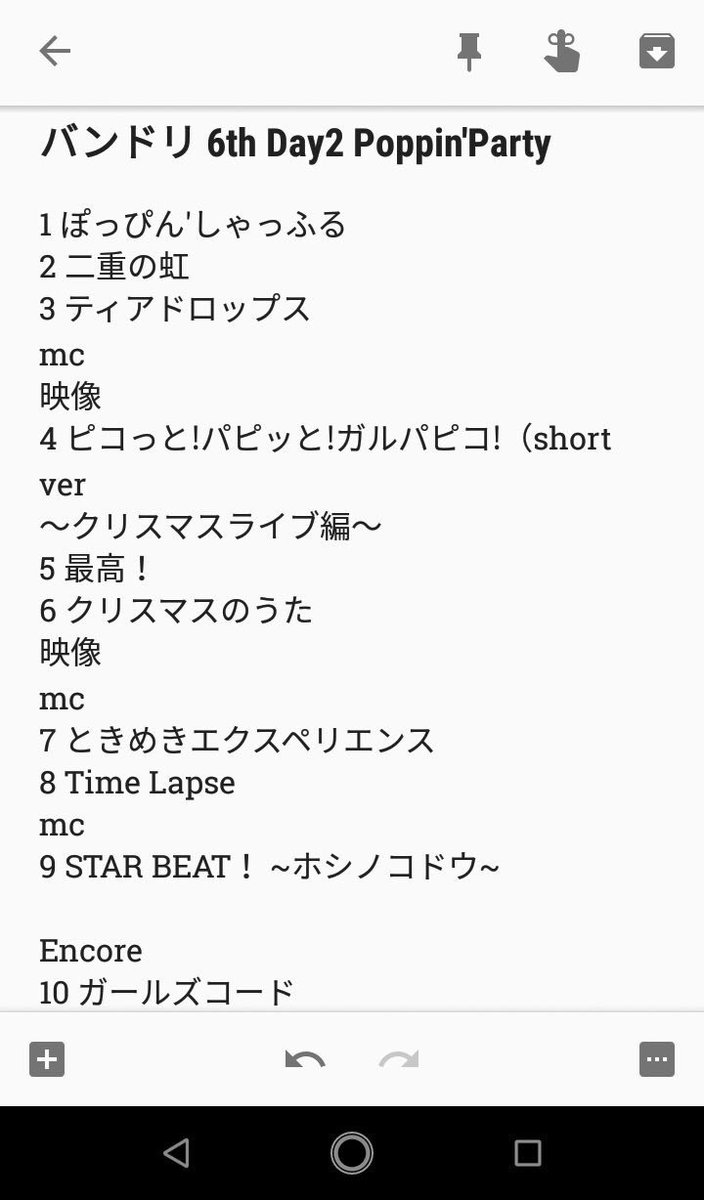 バンドリ 6th Day2 Poppin'Party
1 ぽっぴん'しゃっふる
2 二重の虹
3 ティアドロップス
mc
映像
4 ピコっと!パピッと!ガルパピコ!（short
ver
〜クリスマスライブ編〜
5 最高！
6 クリスマスのうた
映像
mc
7 ときめきエクスペリエンス
8 Time Lapse
mc
9 STAR BEAT！ ~ホシノコドウ~
Encore
10 ガールズコード